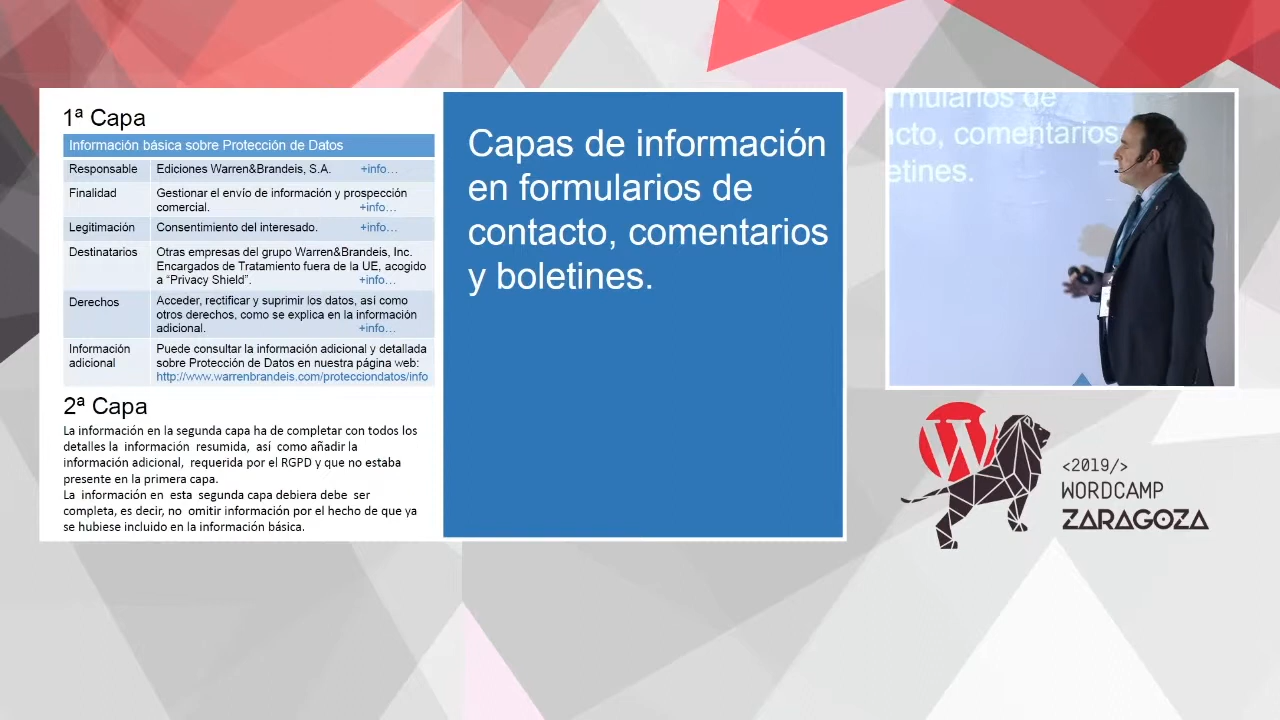 1ª Capa
Información básica sobre Protección de Datos
Responsable
Ediciones Warren&Brandeis, S.A. +info…
Finalidad
Gestionar el envío de información y prospección
comercial. +info…
Legitimación
Consentimiento del interesado. +info…
Destinatarios
Otras empresas del grupo Warren&Brandeis, Inc.
Encargados de Tratamiento fuera de la UE, acogido
a “Privacy Shield”. +info…
Derechos
Acceder, rectificar y suprimir los datos, así como
otros derechos, como se explica en la información
adicional. +info…
Información
adicional
Puede consultar la información adicional y detallada
sobre Protección de Datos en nuestra página web:
http://www.warrenbrandeis.com/protecciondatos/info
2ª Capa
La información en la segunda capa ha de completar con todos los
detalles la información resumida, así como añadir la
información adicional, requerida por el RGPD y que no estaba
presente en la primera capa.
La información en esta segunda capa debiera debe ser
completa, es decir, no omitir información por el hecho de que ya
se hubiese incluido en la información básica.
Capas de información
en formularios de
contacto, comentarios
y boletines.
rmularios de
acto, comentarios
etines.
W
<2019/>
WORDCAMP
ZARAGOZA